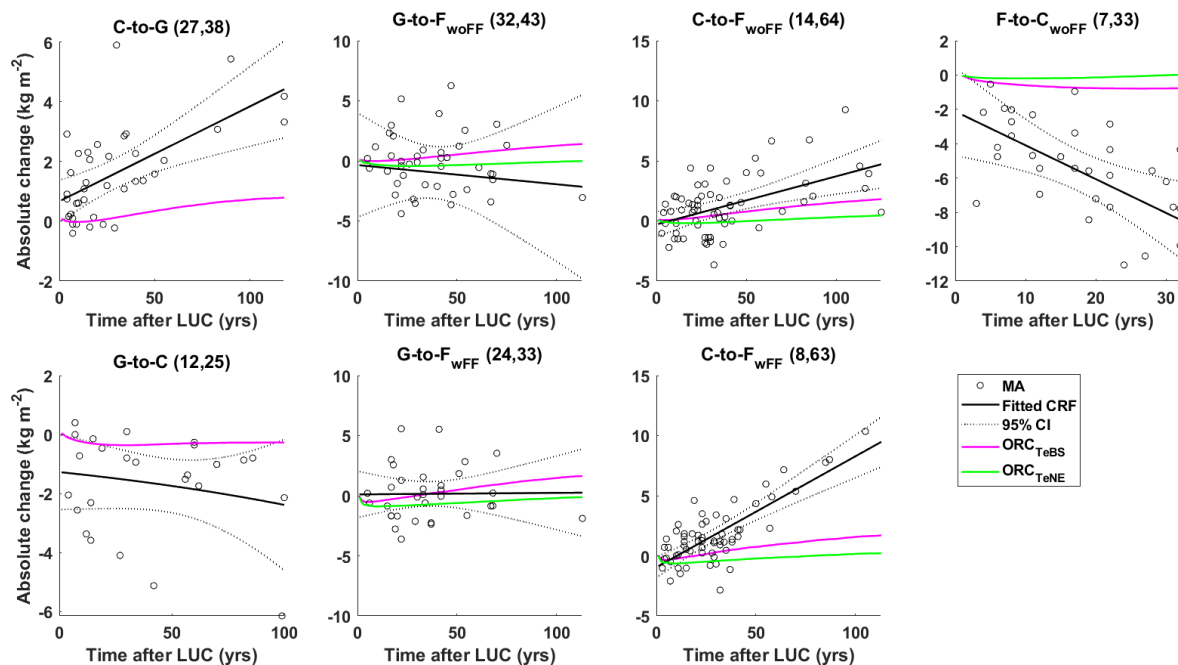 C-to-G (27,38)
Absolute change (kg m-2)
6
4
2
0
-2
0
50
100
Time after LUC (yrs)
G-to-FwoFF (32,43)
10
5
0
-5
-10
0
50
100
Time after LUC (yrs)
C-to-FwoFF (14,64)
15
10
5
0
-5
0
50
100
Time after LUC (yrs)
F-to-CwoFF (7,33)
2
0
-2
-4
-6
-8
-10
-12
0
10
20
30
Time after LUC (yrs)
G-to-C (12,25)
Absolute change (kg m-2)
2
0
-2
-4
-6
0
50
100
Time after LUC (yrs)
G-to-FwFF (24,33)
10
5
0
-5
-10
0
50
100
Time after LUC (yrs)
C-to-FwFF (8,63)
15
10
5
0
-5
0
50
100
Time after LUC (yrs)
MA
Fitted CRF
95% CI
ORCTeBS
ORCTeNE